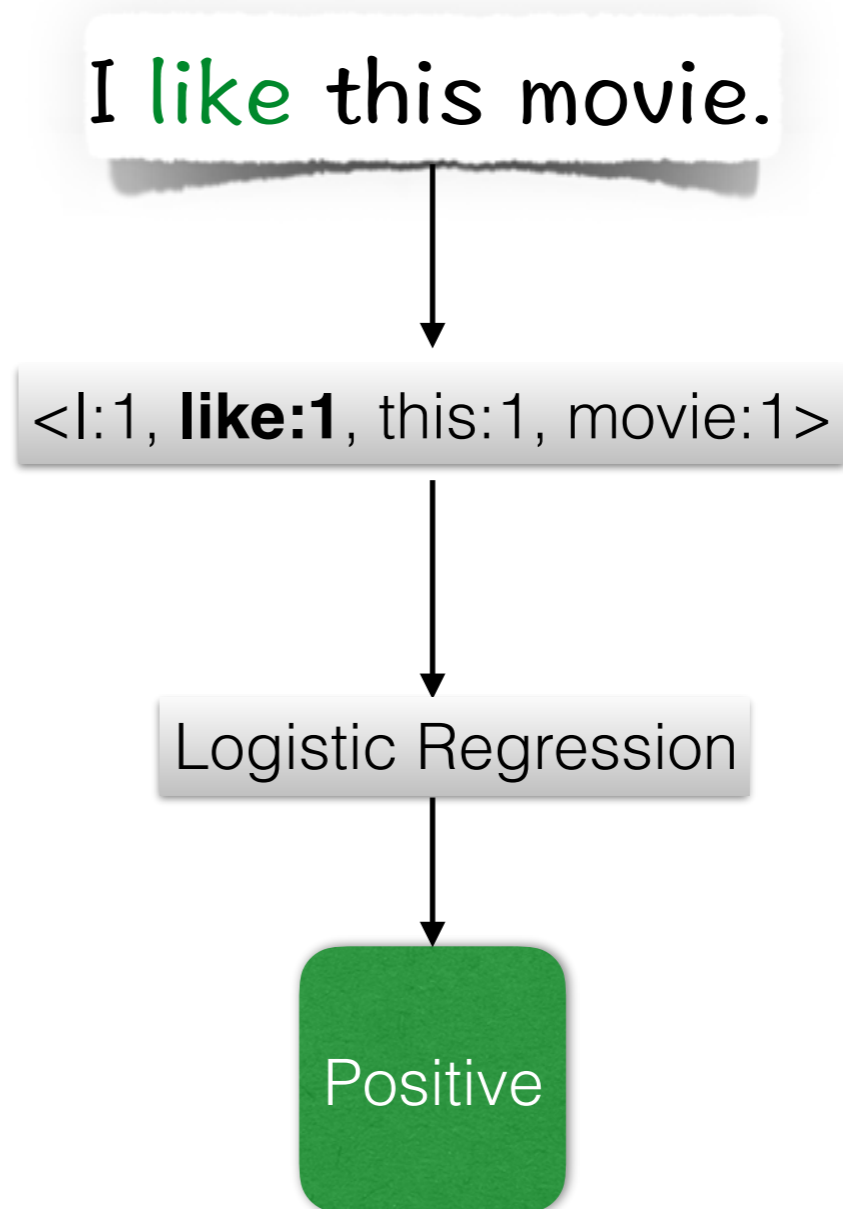 I like this movie.
<I:1, like:1, this:1, movie:1>
Logistic Regression
Positive